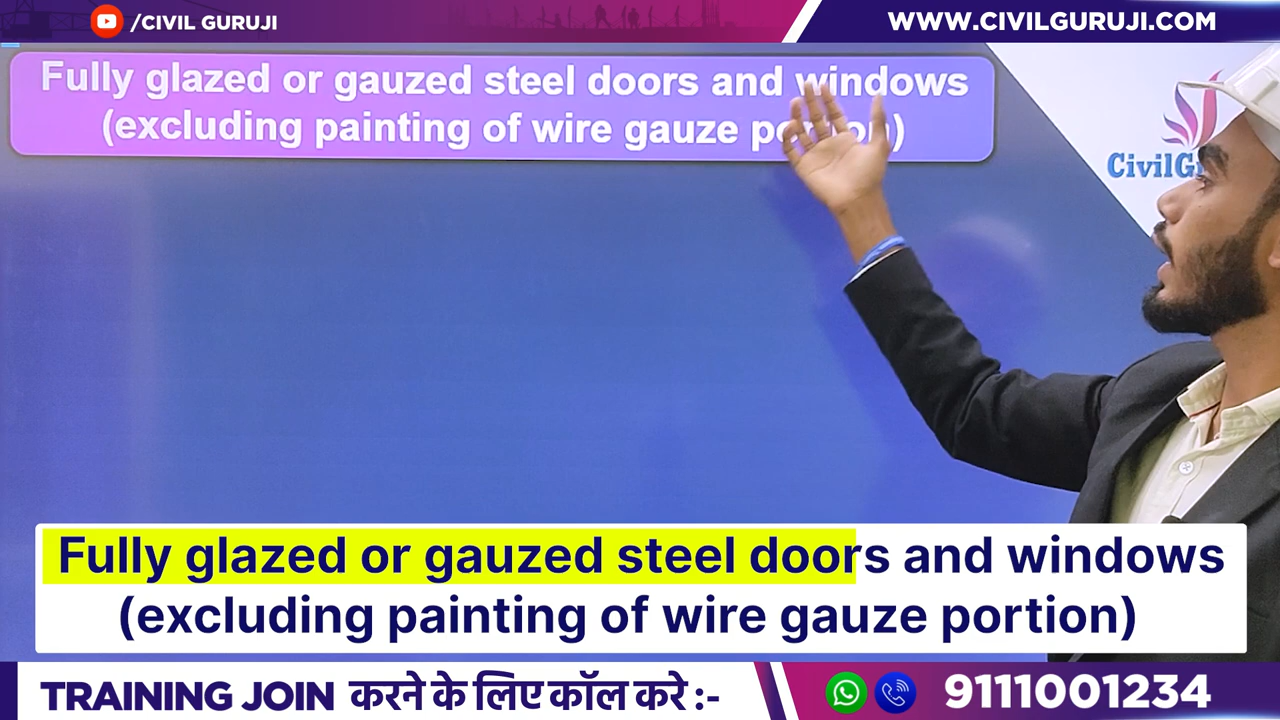 /CIVIL GURUJI
WWW.CIVILGURUJI.COM
Fully glazed or gauzed steel doors and windows
(excluding painting of wire gauze portion)
Fully glazed or gauzed steel doors and windows
(excluding painting of wire gauze portion)
TRAINING JOIN करने के लिए कॉल करे :-
9111001234